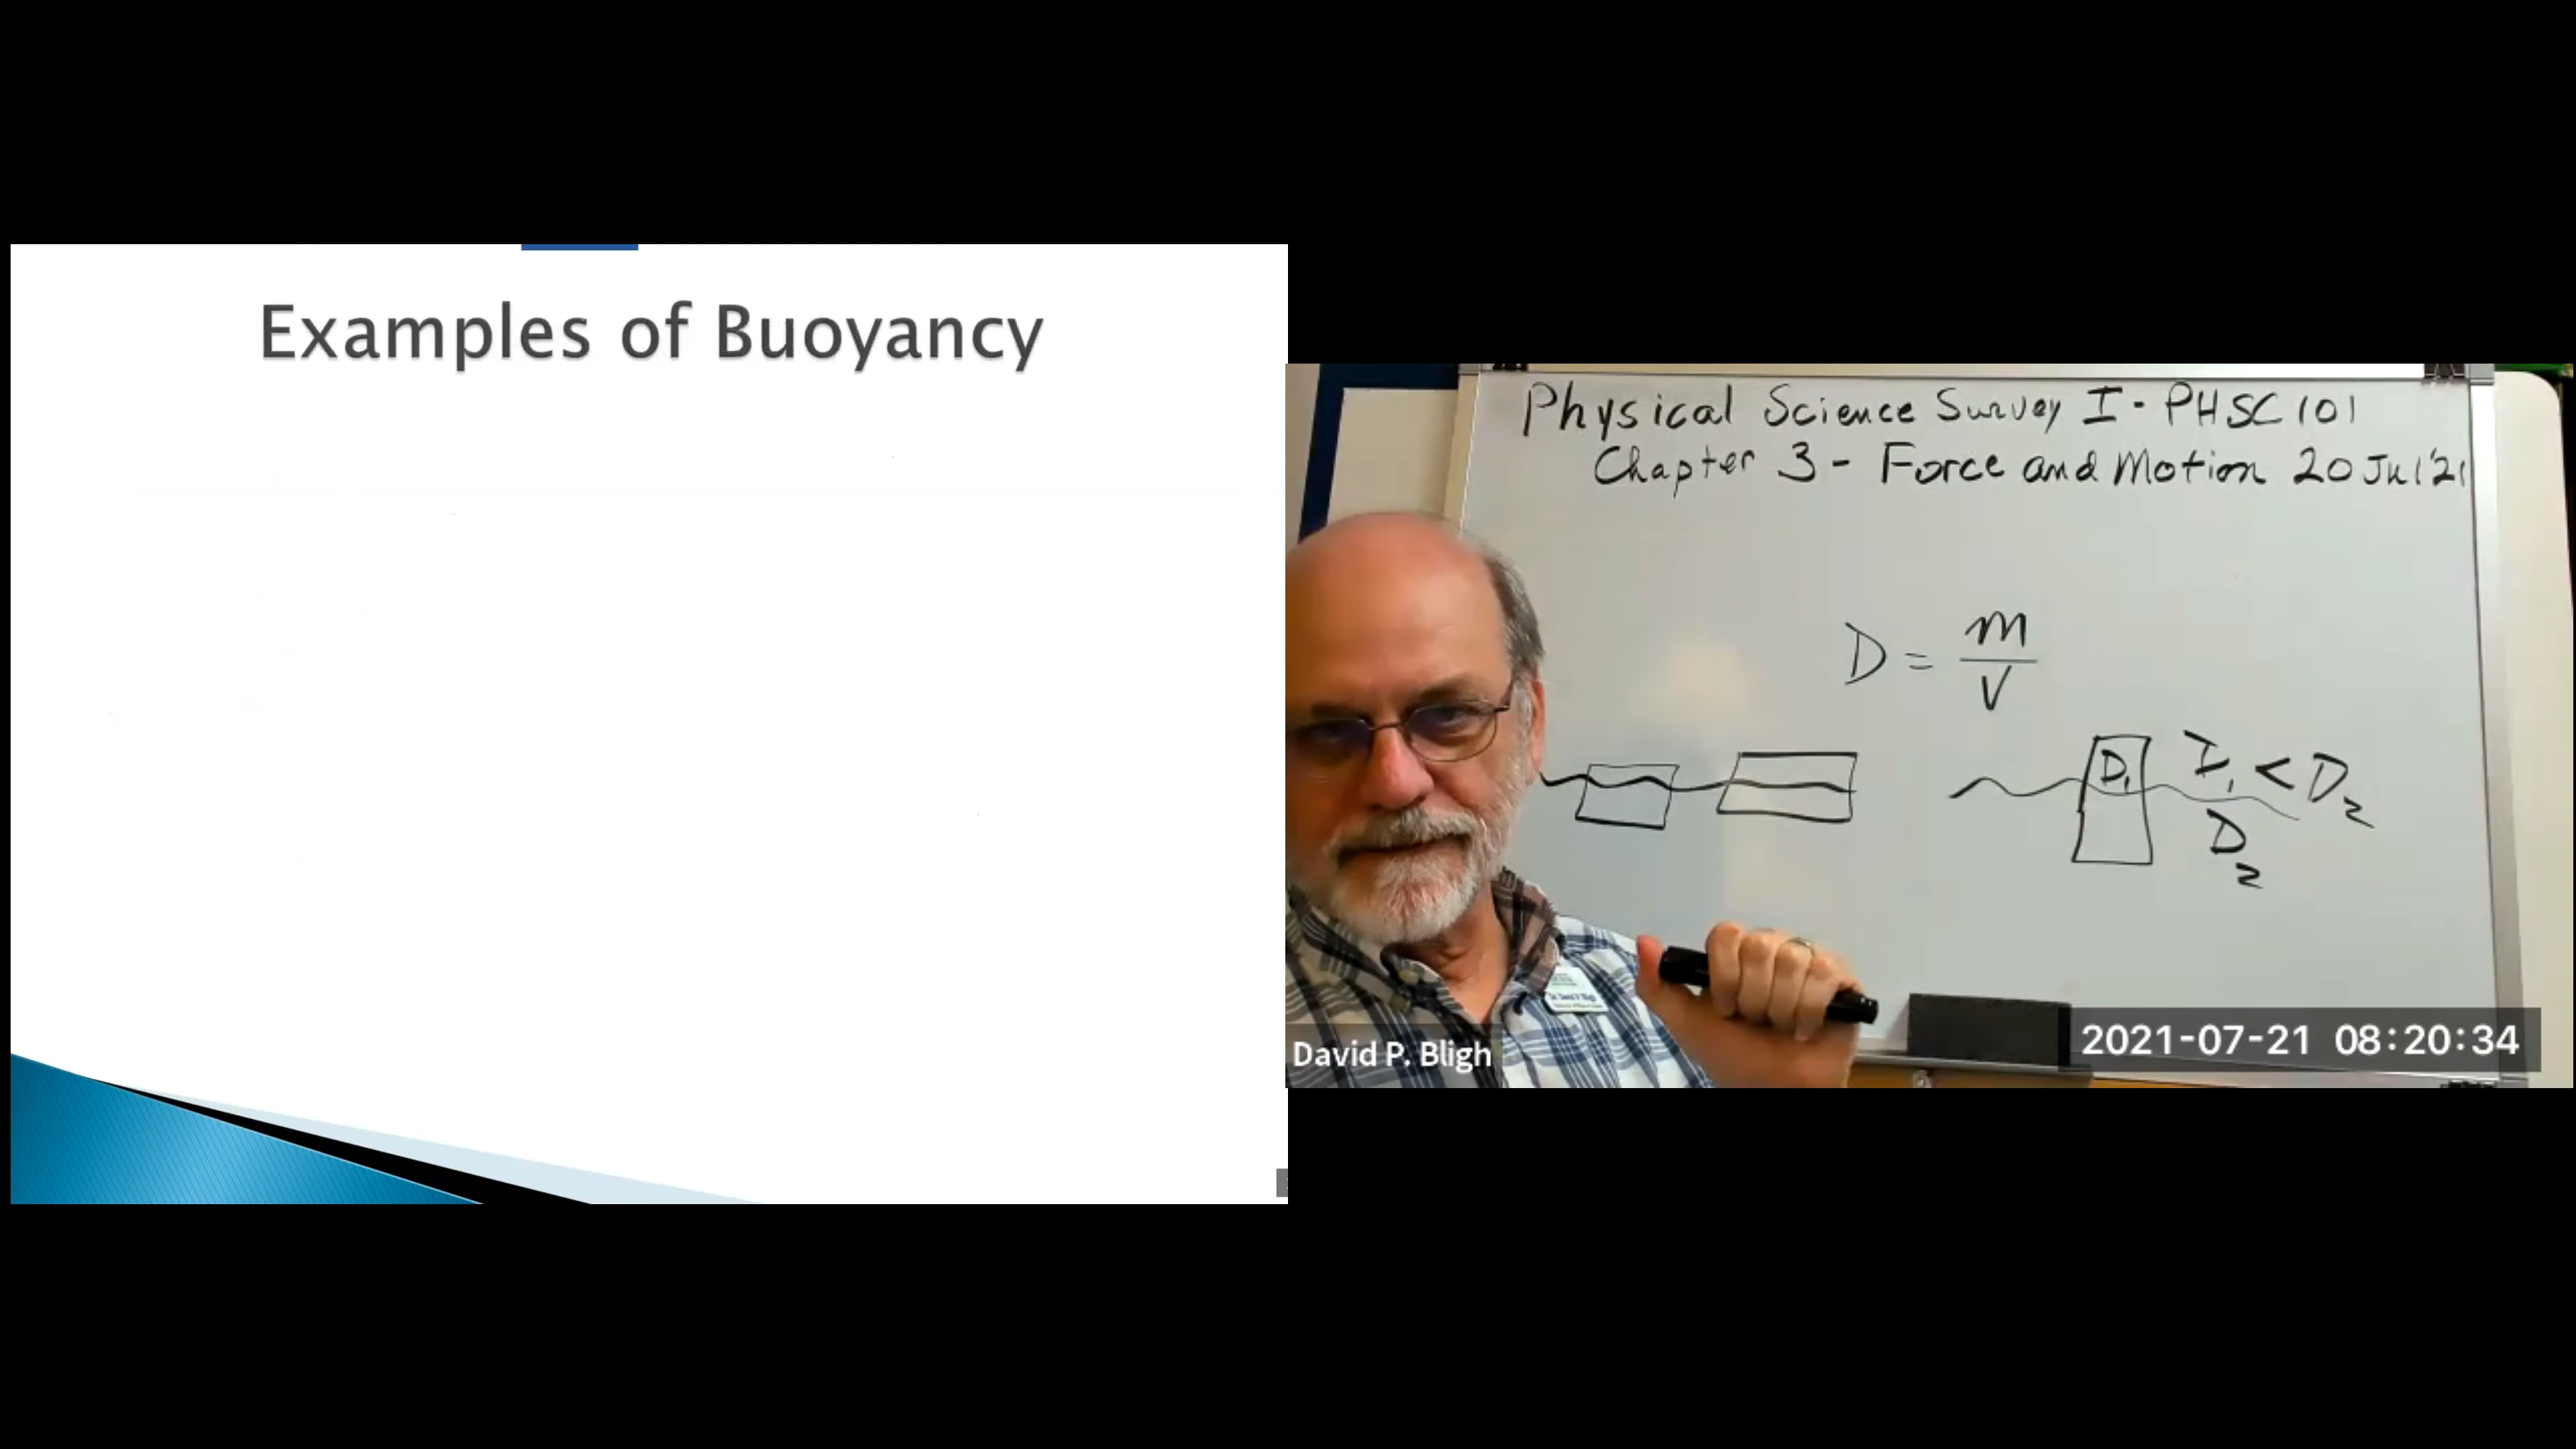 Examples of Buoyancy
Physical Science Survey I - PHSC 101
Chapter 3 - Force and Motion 20 Jul '21
D = m
V
D1 I1 < D2
D2
David P. Bligh
2021-07-21 08:20:34